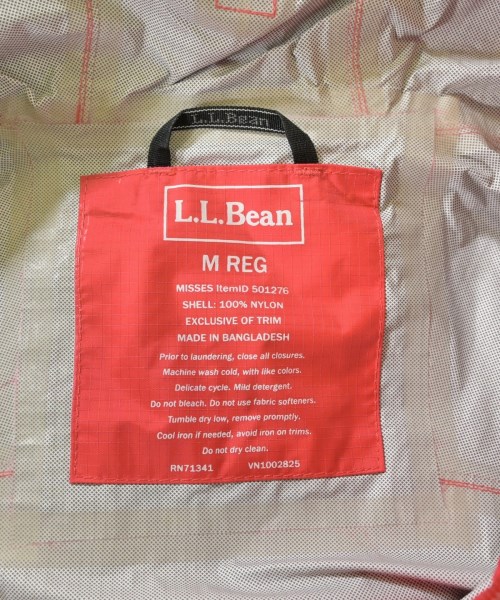 L.L.Bean
L.L.Bean
M REG
MISSES ItemID 501276
SHELL: 100% NYLON
EXCLUSIVE OF TRIM
MADE IN BANGLADESH
Prior to laundering, close all closures.
Machine wash cold, with like colors.
Delicate cycle. Mild detergent.
Do not bleach. Do not use fabric softeners.
Tumble dry low, remove promptly.
Cool iron if needed, avoid iron on trims.
Do not dry clean.
RN71341 VN1002825